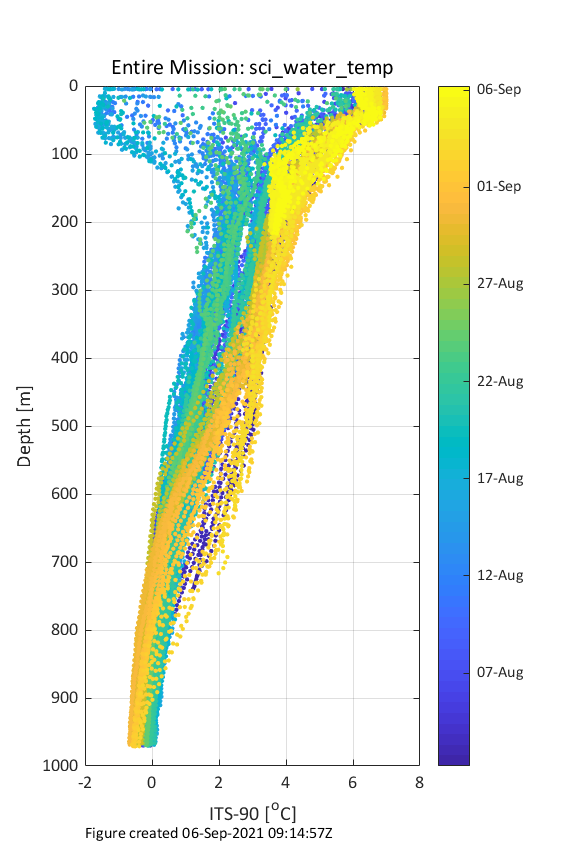 Entire Mission: sci_water_temp
0
100
200
300
400
500
600
700
800
900
1000
Depth [m]
-2
0
2
4
6
8
ITS-90 [°C]
06-Sep
01-Sep
27-Aug
22-Aug
17-Aug
12-Aug
07-Aug
Figure created 06-Sep-2021 09:14:57Z